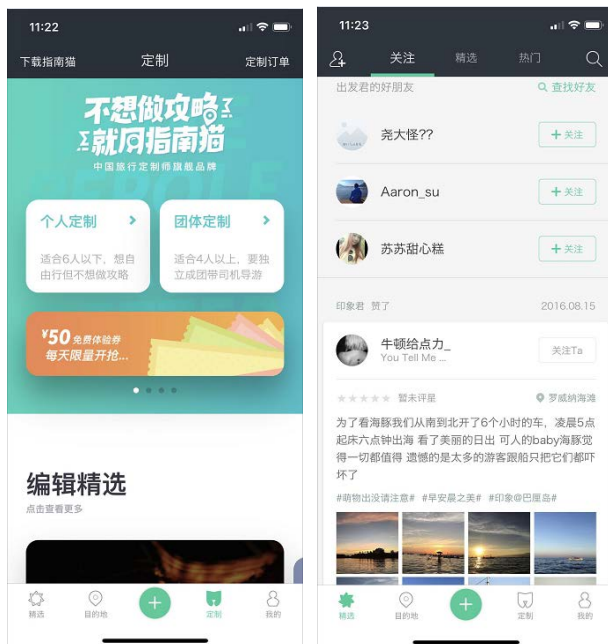 11:22
下载指南猫
定制
定制订单
不想做攻略
就用指南猫
中国旅行定制师旗舰品牌
个人定制
适合6人以下，想自
由行但不想做攻略
团体定制
适合4人以上，要独
立成团带司机导游
¥50 免费体验券
每天限量开抢...
编辑精选
点击查看更多
精选
目的地
定制
我的
11:23
关注
精选
热门
出发君的好朋友
查找好友
尧大怪??
+关注
Aaron_su
+关注
苏苏甜心糕
+关注
印象君 赞了
2016.08.15
牛顿给点力_
You Tell Me ...
关注Ta
暂未评星
罗威纳海滩
为了看海豚我们从南到北开了6个小时的车，凌晨5点
起床六点钟出海 看了美丽的日出 可人的baby海豚觉
得一切都值得 遗憾的是太多的游客跟船只把它们都吓
坏了
#萌物出没请注意# #早安晨之美# #印象@巴厘岛#
精选
目的地
定制
我的